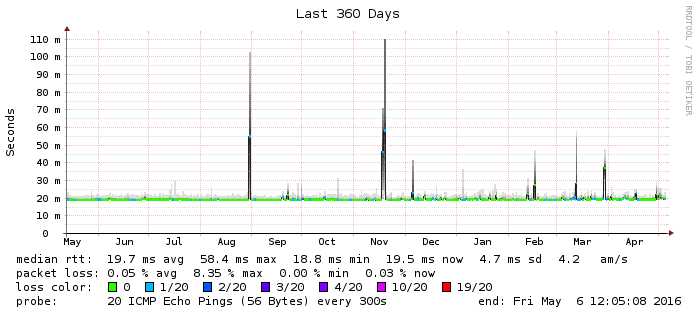 Last 360 Days
RRDTOOL / TOBI OETIKER
Seconds
110 m
100 m
90 m
80 m
70 m
60 m
50 m
40 m
30 m
20 m
10 m
0
May Jun Jul Aug Sep Oct Nov Dec Jan Feb Mar Apr
median rtt: 19.7 ms avg 58.4 ms max 18.8 ms min 19.5 ms now 4.7 ms sd 4.2 am/s
packet loss: 0.05 % avg 8.35 % max 0.00 % min 0.03 % now
loss color: 0 1/20 2/20 3/20 4/20 10/20 19/20
probe: 20 ICMP Echo Pings (56 Bytes) every 300s end: Fri May 6 12:05:08 2016